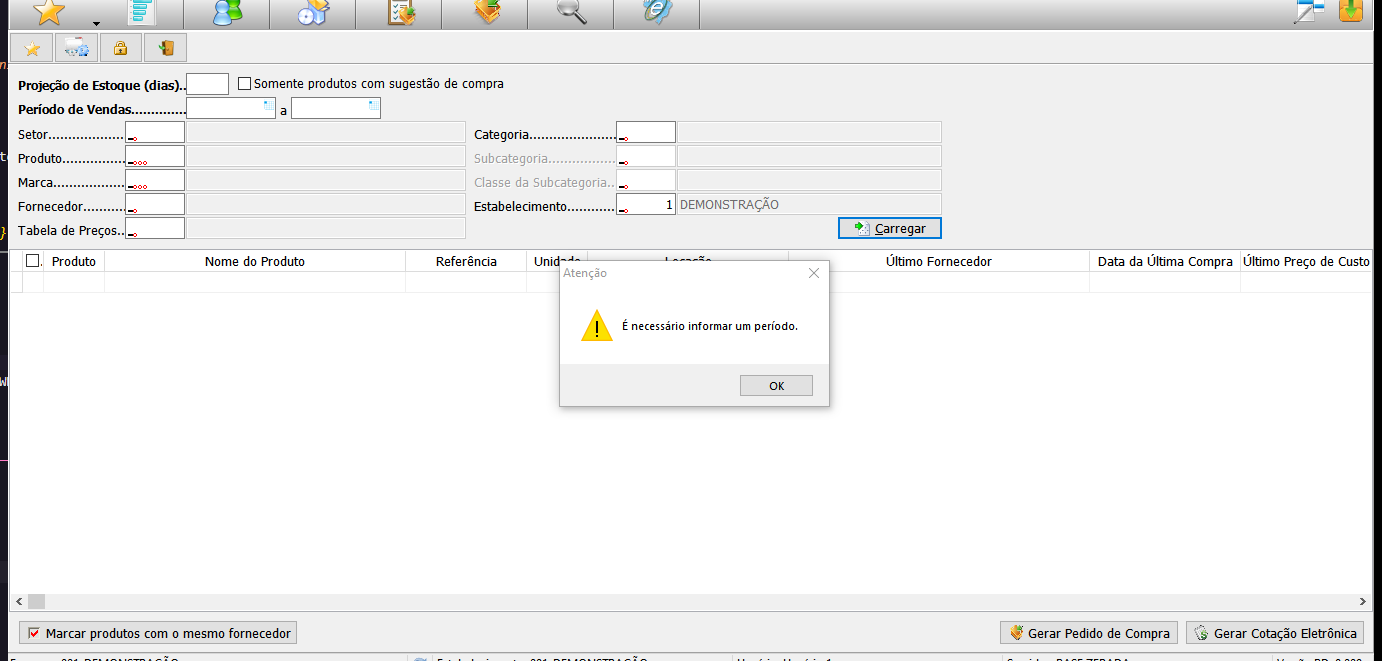 Projeção de Estoque (dias)..
Somente produtos com sugestão de compra
Período de Vendas..............
a
Setor...................
Categoria......................
Produto................
Subcategoria.................
Marca..................
Classe da Subcategoria..
Fornecedor..........
Estabelecimento............
1
DEMONSTRAÇÃO
Tabela de Preços..
Carregar
Produto
Nome do Produto
Referência
Último Fornecedor
Data da Última Compra
Último Preço de Custo
Atenção
É necessário informar um período.
OK
Marcar produtos com o mesmo fornecedor
Gerar Pedido de Compra
Gerar Cotação Eletrônica